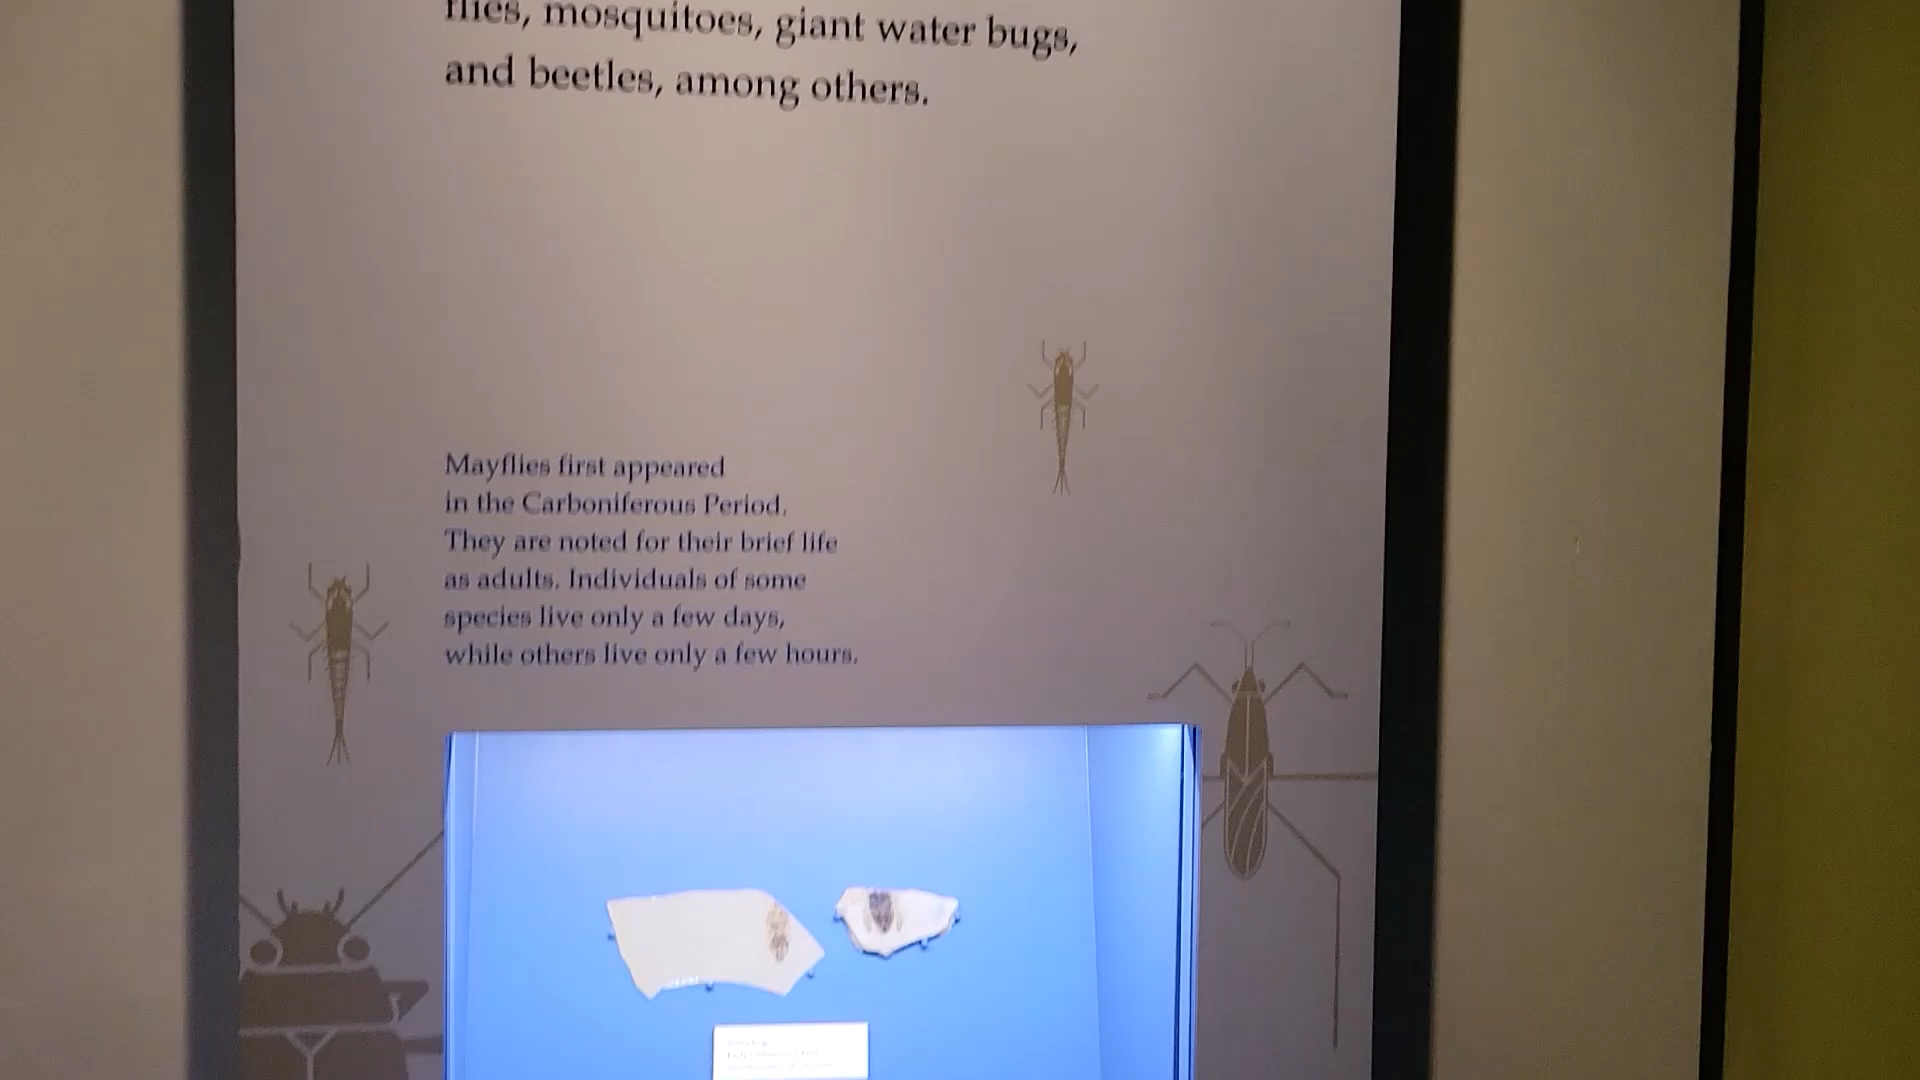 flies, mosquitoes, giant water bugs,
and beetles, among others.
Mayflies first appeared
in the Carboniferous Period.
They are noted for their brief life
as adults. Individuals of some
species live only a few days,
while others live only a few hours.